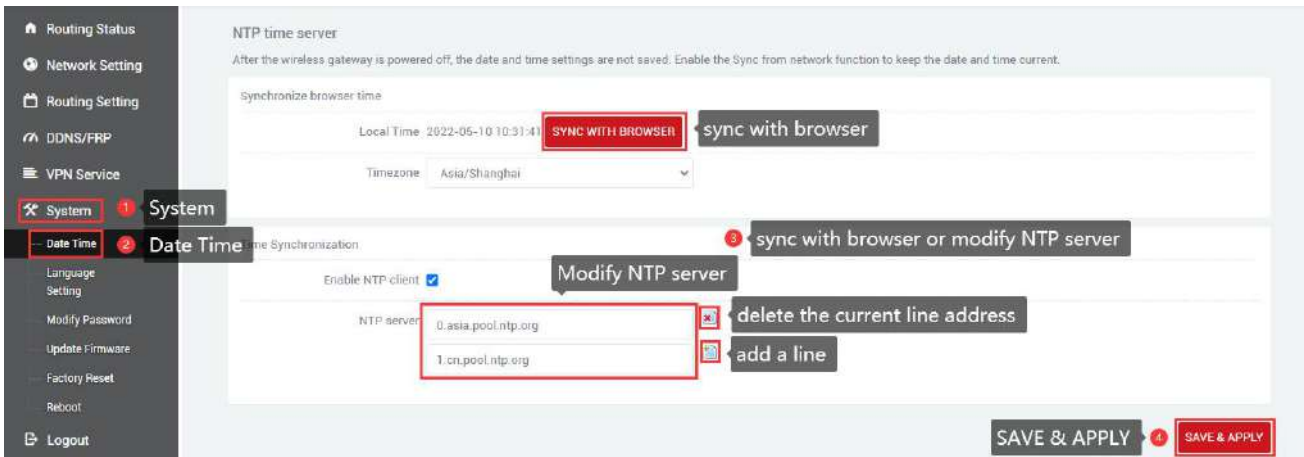 Routing Status
Network Setting
Routing Setting
DDNS/FRP
VPN Service
System
1 System
Date Time
2 Date Time
Language
Setting
Modify Password
Update Firmware
Factory Reset
Reboot
Logout
NTP time server
After the wireless gateway is powered off, the date and time settings are not saved. Enable the Sync from network function to keep the date and time current.
Synchronize browser time
Local Time 2022-05-10 10:31:41 SYNC WITH BROWSER sync with browser
Timezone Asia/Shanghai
Time Synchronization
3 sync with browser or modify NTP server
Enable NTP client
Modify NTP server
NTP server
0.asia.pool.ntp.org
delete the current line address
1.cn.pool.ntp.org
add a line
SAVE & APPLY 4 SAVE & APPLY